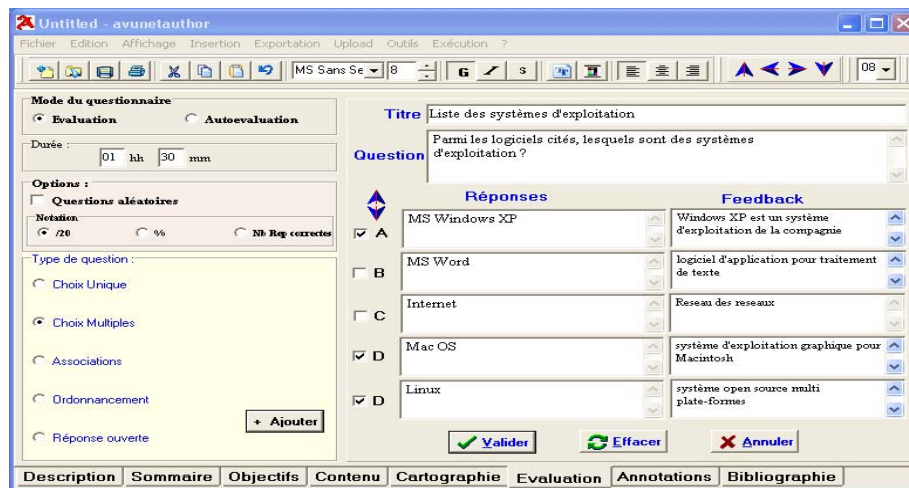 Untitled - avunetauthor
Fichier Edition Affichage Insertion Exportation Upload Outils Exécution ?
MS Sans Se 8 G I S 08
Mode du questionnaire
Evaluation Autoevaluation
Durée :
01 hh 30 mm
Options :
Questions aléatoires
Notation
/20 % Nb Rep correctes
Type de question :
Choix Unique
Choix Multiples
Associations
Ordonnancement
+ Ajouter
Réponse ouverte
Titre Liste des systèmes d'exploitation
Question Parmi les logiciels cités, lesquels sont des systèmes
d'exploitation ?
Réponses Feedback
A MS Windows XP Windows XP est un système
d'exploitation de la compagnie
B MS Word logiciel d'application pour traitement
de texte
C Internet Reseau des reseaux
D Mac OS système d'exploitation graphique pour
Macintosh
D Linux système open source multi
plate-formes
Valider Effacer Annuler
Description Sommaire Objectifs Contenu Cartographie Evaluation Annotations Bibliographie